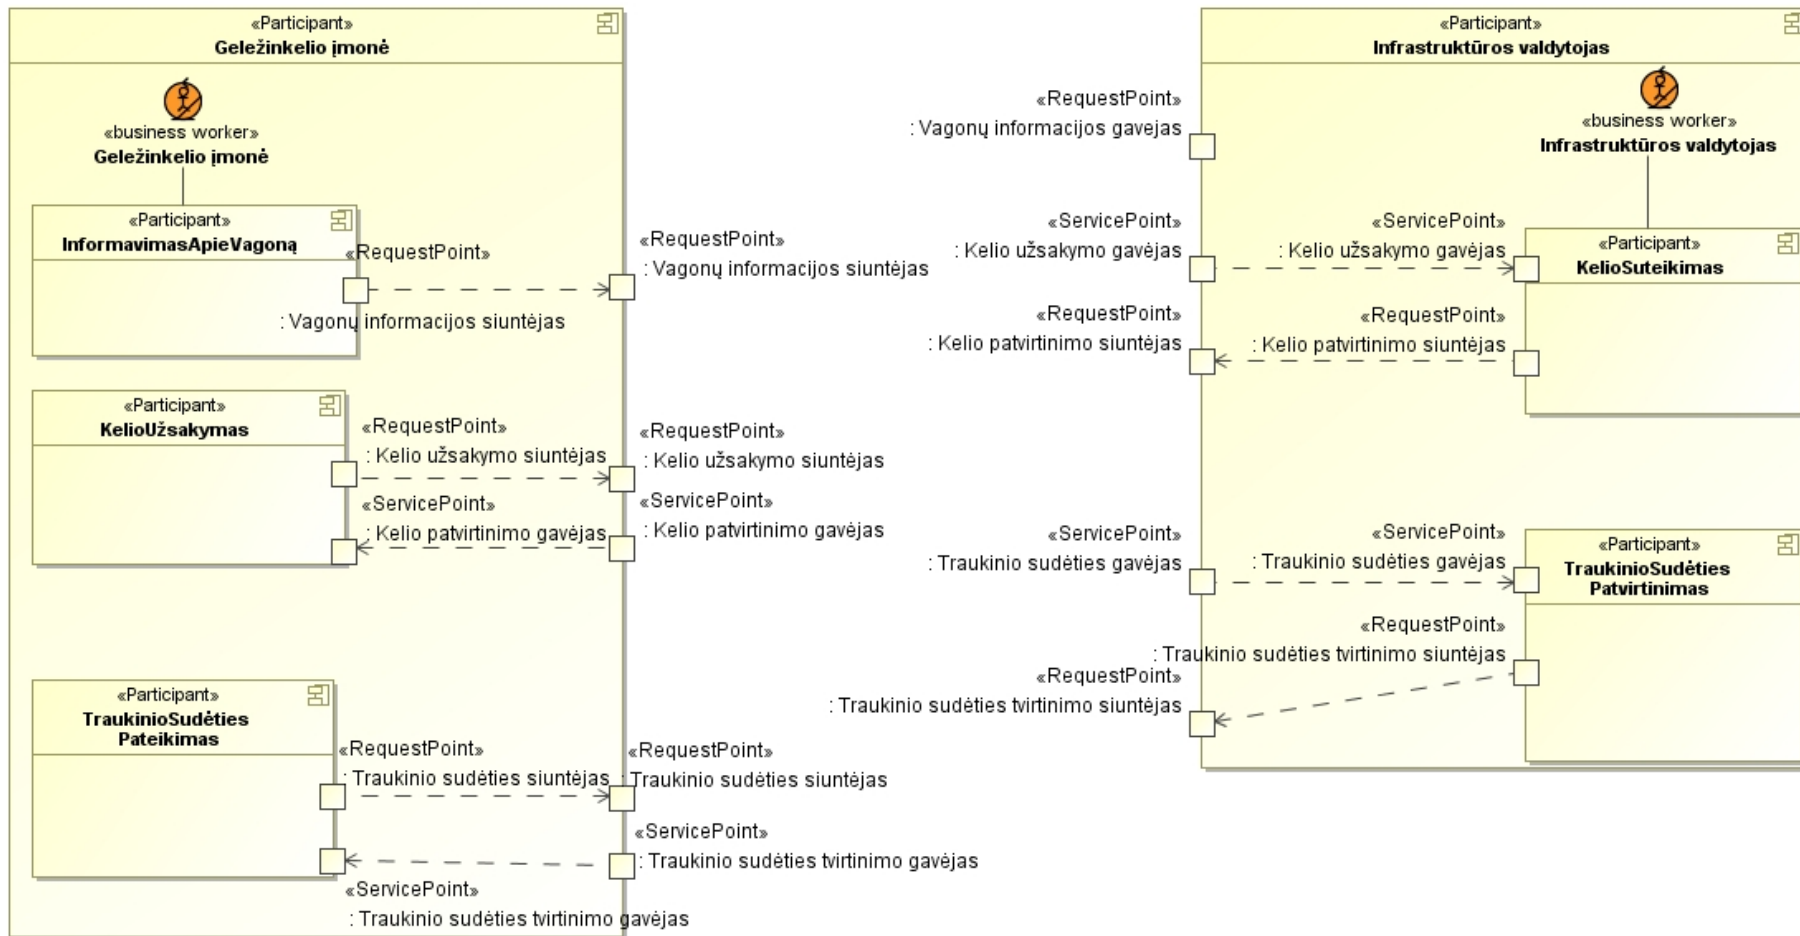 «Participant»
Geležinkelio įmonė
«business worker»
Geležinkelio įmonė
«Participant»
InformavimasApieVagoną
«RequestPoint»
: Vagonų informacijos siuntėjas
«RequestPoint»
: Vagonų informacijos siuntėjas
«Participant»
KelioUžsakymas
«RequestPoint»
: Kelio užsakymo siuntėjas
«ServicePoint»
: Kelio patvirtinimo gavėjas
«RequestPoint»
: Kelio užsakymo siuntėjas
«ServicePoint»
: Kelio patvirtinimo gavėjas
«Participant»
TraukinioSudėties
Pateikimas
«RequestPoint»
: Traukinio sudėties siuntėjas
«RequestPoint»
: Traukinio sudėties siuntėjas
«ServicePoint»
: Traukinio sudėties tvirtinimo gavėjas
«ServicePoint»
: Traukinio sudėties tvirtinimo gavėjas
«Participant»
Infrastruktūros valdytojas
«business worker»
Infrastruktūros valdytojas
«RequestPoint»
: Vagonų informacijos gavejas
«ServicePoint»
: Kelio užsakymo gavėjas
«ServicePoint»
: Kelio užsakymo gavėjas
«Participant»
KelioSuteikimas
«RequestPoint»
: Kelio patvirtinimo siuntėjas
«RequestPoint»
: Kelio patvirtinimo siuntėjas
«ServicePoint»
: Traukinio sudėties gavėjas
«ServicePoint»
: Traukinio sudėties gavėjas
«Participant»
TraukinioSudėties
Patvirtinimas
«RequestPoint»
: Traukinio sudėties tvirtinimo siuntėjas
«RequestPoint»
: Traukinio sudėties tvirtinimo siuntėjas